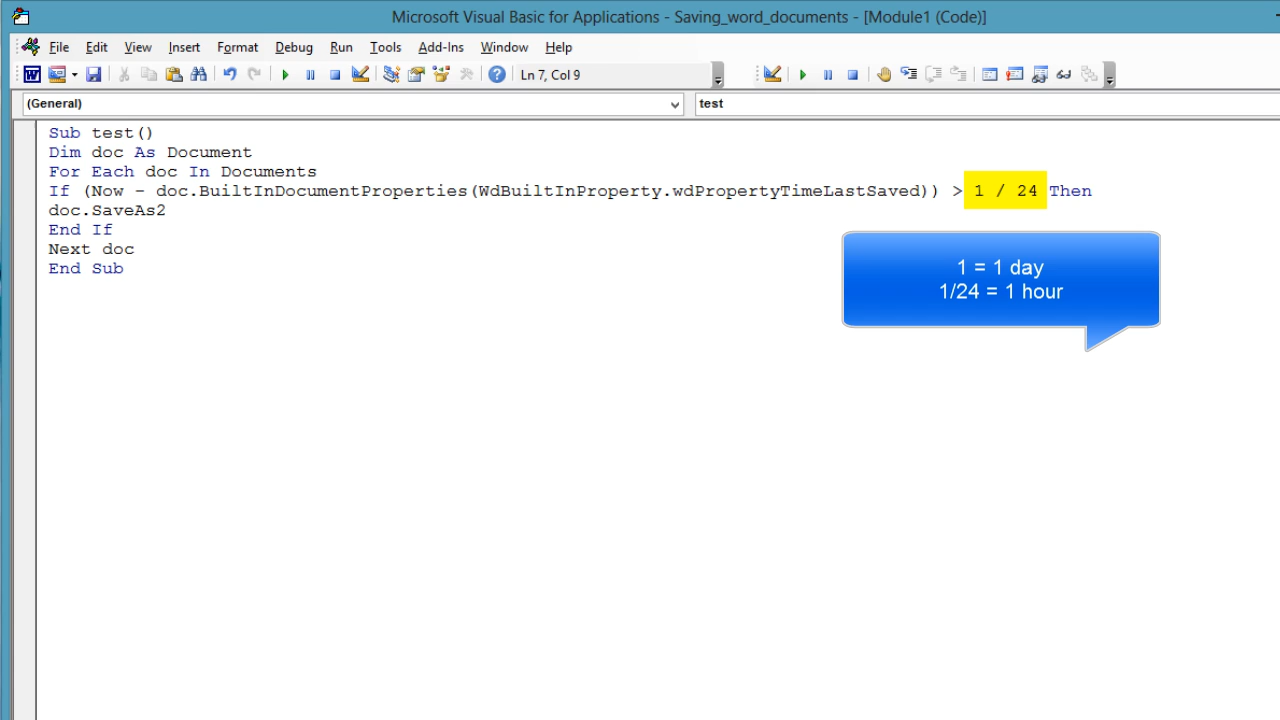 Microsoft Visual Basic for Applications - Saving_word_documents - [Module1 (Code)]
File Edit View Insert Format Debug Run Tools Add-Ins Window Help
Ln 7, Col 9
(General) test
Sub test()
Dim doc As Document
For Each doc In Documents
If (Now - doc.BuiltInDocumentProperties(WdBuiltInProperty.wdPropertyTimeLastSaved)) > 1 / 24 Then
doc.SaveAs2
End If
Next doc
End Sub
1 = 1 day
1/24 = 1 hour